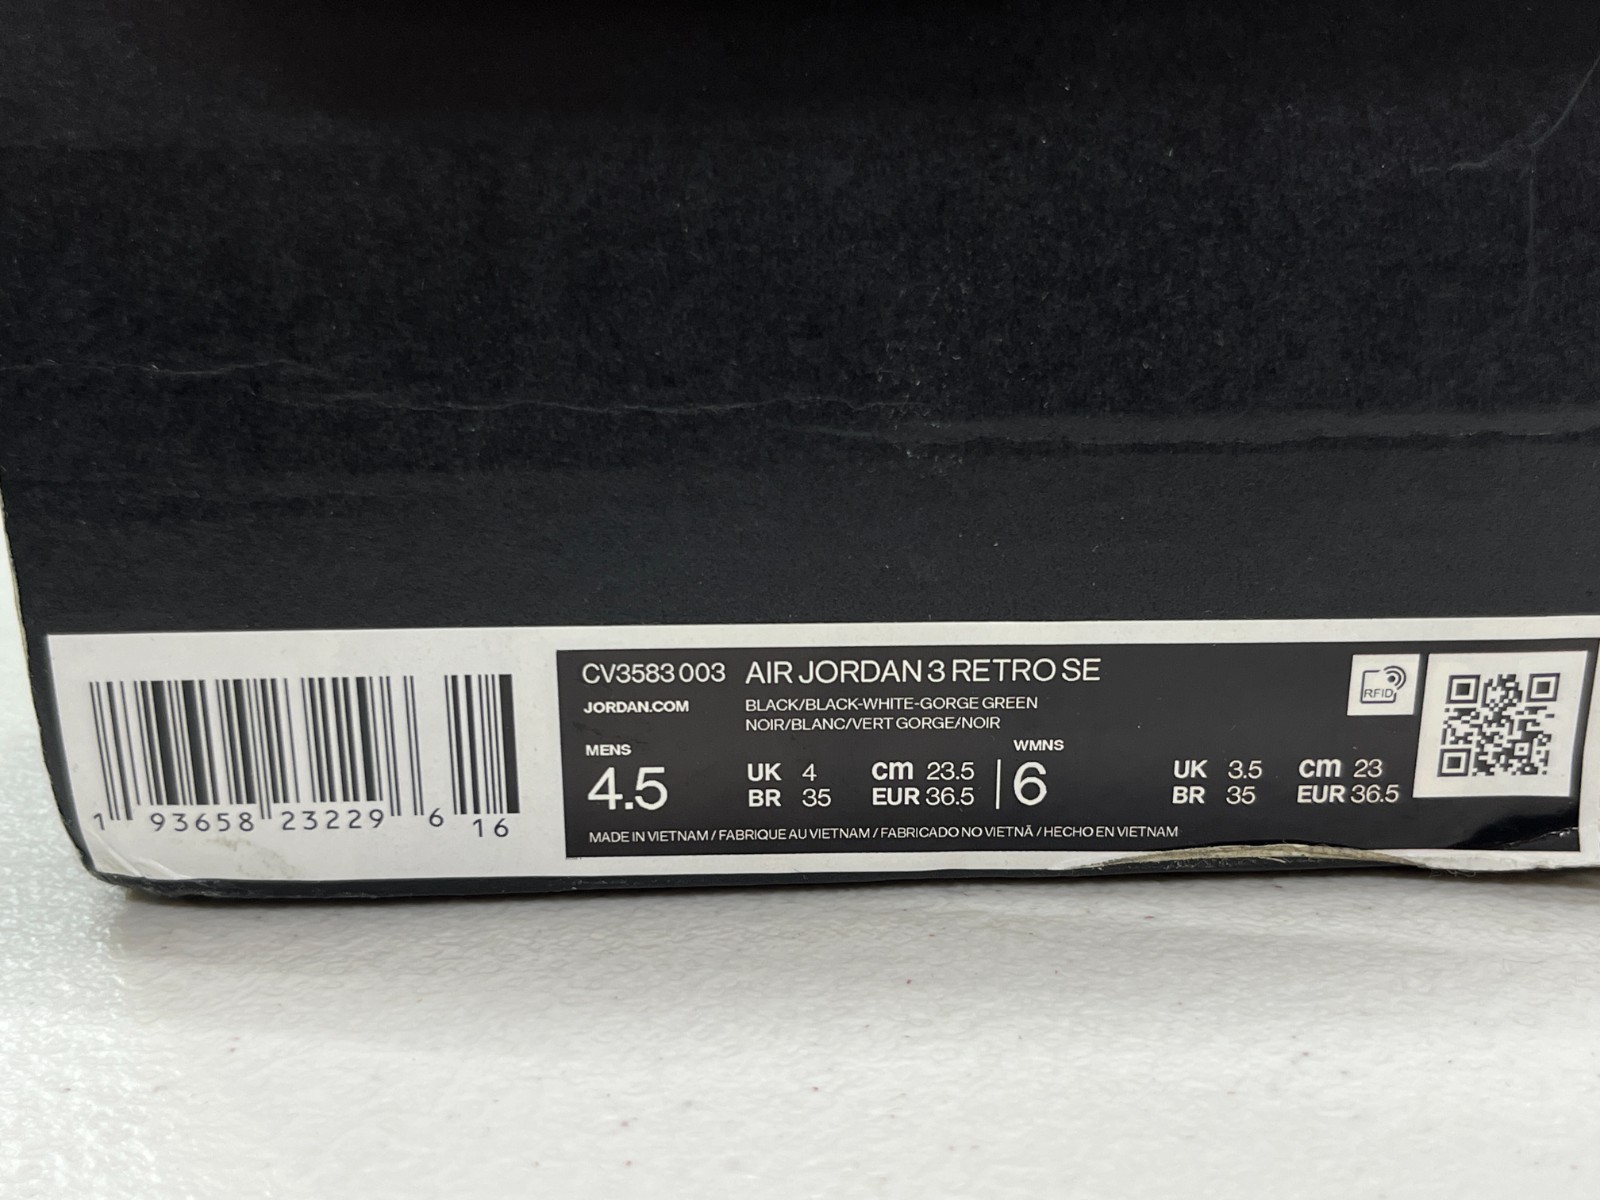 1 93658 23229 6 16
CV3583 003 AIR JORDAN 3 RETRO SE
JORDAN.COM BLACK/BLACK-WHITE-GORGE GREEN
NOIR/BLANC/VERT GORGE/NOIR
MENS WMNS
4.5 UK 4 cm 23.5 | 6 UK 3.5 cm 23
BR 35 EUR 36.5 BR 35 EUR 36.5
MADE IN VIETNAM / FABRIQUE AU VIETNAM / FABRICADO NO VIETNÃ / HECHO EN VIETNAM
RFID